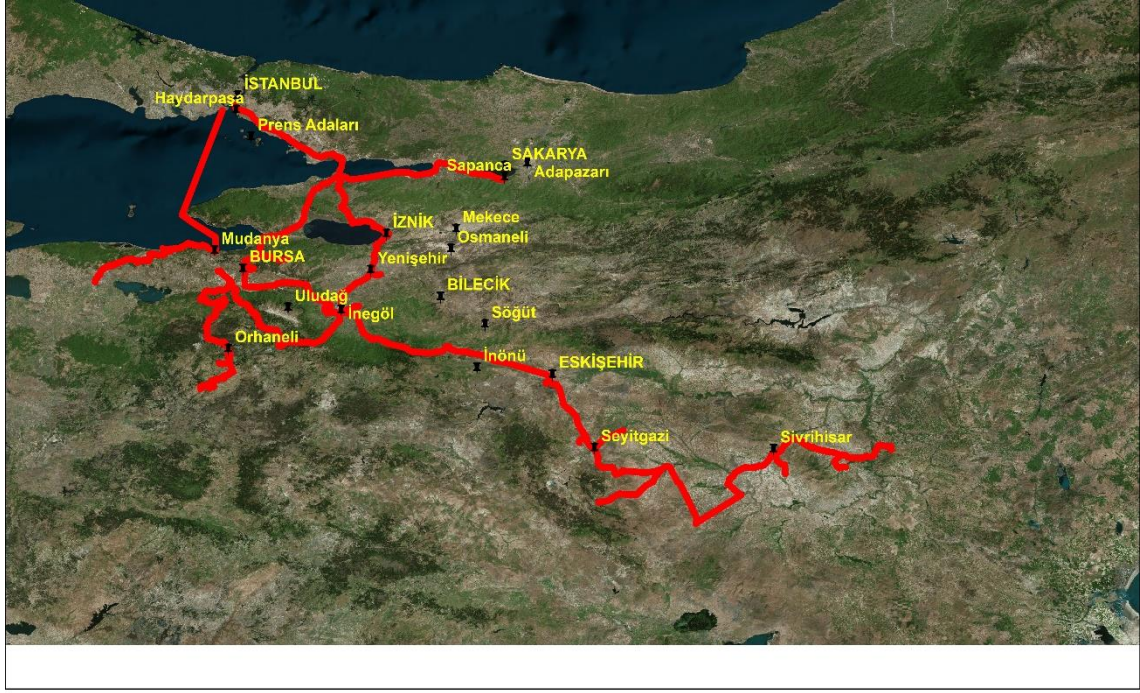 İSTANBUL
Haydarpaşa
Prens Adaları
SAKARYA
Sapanca
Adapazarı
İZNİK
Mekece
Osmaneli
Mudanya
BURSA
Yenişehir
BİLECİK
Uludağ
İnegöl
Söğüt
Orhaneli
İnönü
ESKİŞEHİR
Seyitgazi
Sivrihisar